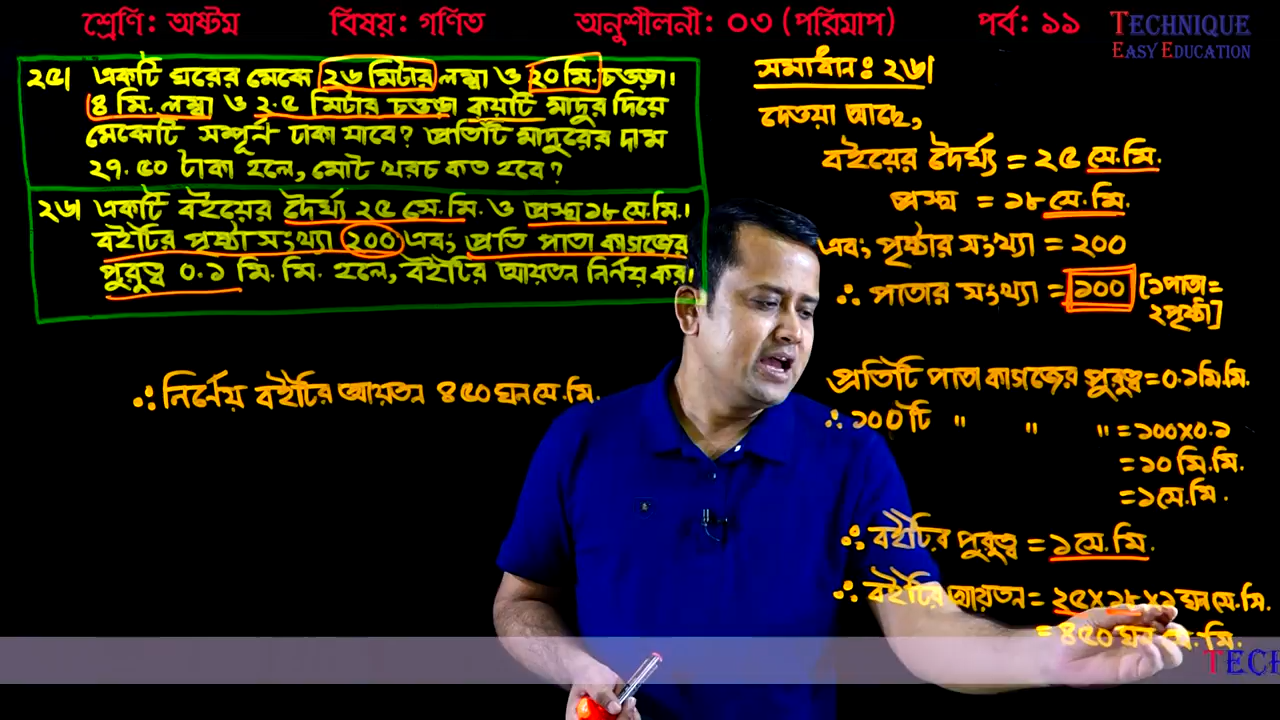 শ্রেণি: অষ্টম বিষয়: গণিত অনুশীলনী: ০৩ (পরিমাপ) পর্ব: ১১
TECHNIQUE
EASY EDUCATION
২৫। একটি ঘরের মেঝে ২৬ মিটার লম্বা ও ২০ মি. চওড়া।
৪ মি. লম্বা ও ২.৫ মিটার চওড়া কয়টি মাদুর দিয়ে
মেঝেটি সম্পূর্ণ ঢাকা যাবে? প্রতিটি মাদুরের দাম
২৭.৫০ টাকা হলে, মোট খরচ কত হবে?
২৬। একটি বইয়ের দৈর্ঘ্য ২৫ সে.মি. ও প্রস্থ ১৮ সে.মি.।
বইটির পৃষ্ঠা সংখ্যা ২০০ এবং প্রতি পাতা কাগজের
পুরুত্ব ০.১ মি.মি. হলে, বইটির আয়তন নির্ণয় কর।
∴ নির্ণেয় বইটির আয়তন ৪৫০ ঘন সে.মি.
সমাধান: ২৬।
দেওয়া আছে,
বইয়ের দৈর্ঘ্য = ২৫ সে.মি.
প্রস্থ = ১৮ সে.মি.
এবং পৃষ্ঠার সংখ্যা = ২০০
∴ পাতার সংখ্যা = ১০০ [১পাতা=
২পৃষ্ঠা]
প্রতিটি পাতা কাগজের পুরুত্ব = ০.১ মি.মি.
∴ ১০০টি " " " = ১০০×০.১
= ১০ মি.মি.
= ১ সে.মি.
∴ বইটির পুরুত্ব = ১ সে.মি.
∴ বইটির আয়তন = ২৫×১৮×১ ঘন সে.মি.
= ৪৫০ ঘন সে.মি.
TECH